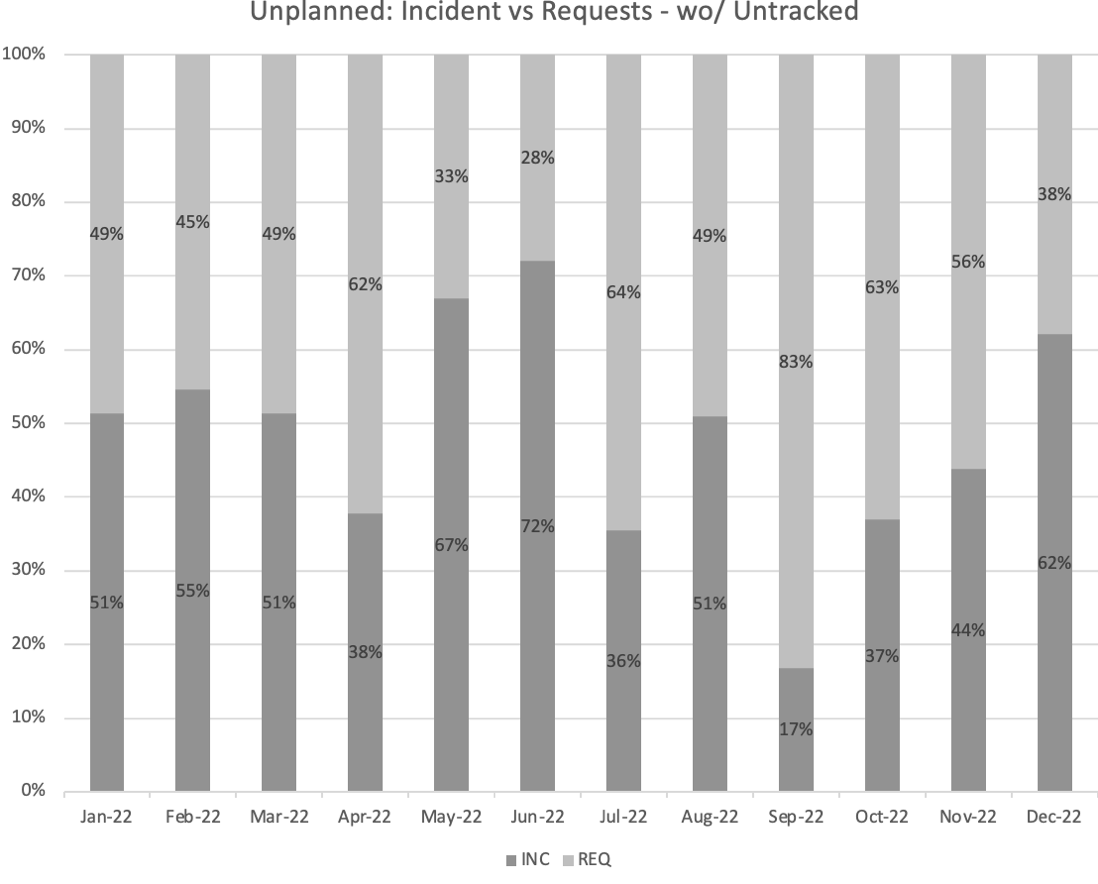 Unplanned: Incident vs Requests - wo/ Untracked
100%
90%
80%
70%
60%
50%
40%
30%
20%
10%
0%
49% 45% 49% 62% 33% 28% 64% 49% 83% 63% 56% 38%
51% 55% 51% 38% 67% 72% 36% 51% 17% 37% 44% 62%
Jan-22 Feb-22 Mar-22 Apr-22 May-22 Jun-22 Jul-22 Aug-22 Sep-22 Oct-22 Nov-22 Dec-22
INC REQ